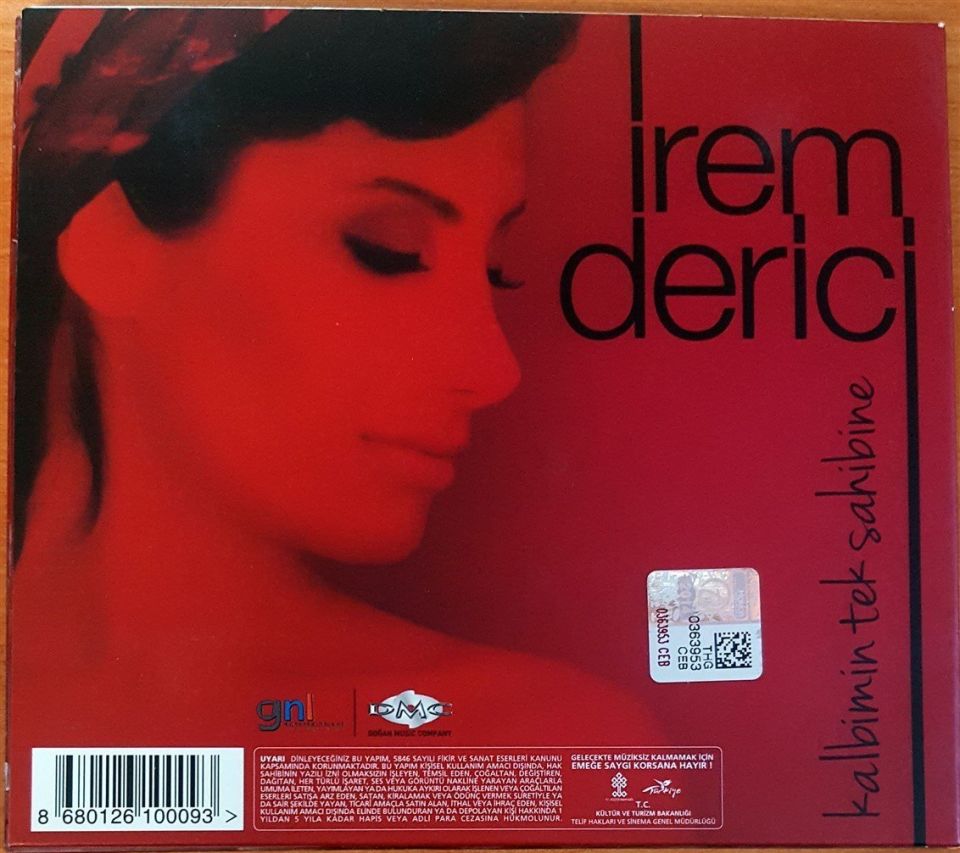 irem
derici
kalbimin tek sahibine
0363953
THG
CEB
0363953 CEB
gnl
DMC
DOĞAN MUSIC COMPANY
8 680126 100093 >
UYARI DİNLEYECEĞİNİZ BU YAPIM, 5846 SAYILI FİKİR VE SANAT ESERLERİ KANUNU
KAPSAMINDA KORUNMAKTADIR. BU YAPIM KİŞİSEL KULLANIM AMACI DIŞINDA, HAK
SAHİBİNİN YAZILI İZNİ OLMAKSIZIN İŞLEYEN, TEMSİL EDEN, ÇOĞALTAN, DEĞİŞTİREN,
DAĞITAN, HER TÜRLÜ İŞARET, SES VEYA GÖRÜNTÜ NAKLİNE YARAYAN ARAÇLARLA
UMUMA İLETEN, YAYIMLAYAN YA DA HUKUKA AYKIRI OLARAK İŞLENEN VEYA ÇOĞALTILAN
ESERLERİ SATIŞA ARZ EDEN, SATAN, KİRALAMAK VEYA ÖDÜNÇ VERMEK SURETİYLE YA
DA SAİR ŞEKİLDE YAYAN, TİCARİ AMAÇLA SATIN ALAN, İTHAL VEYA İHRAÇ EDEN, KİŞİSEL
KULLANIM AMACI DIŞINDA ELİNDE BULUNDURAN YA DA DEPOLAYAN KİŞİ HAKKINDA 1
YILDAN 5 YILA KADAR HAPİS VEYA ADLİ PARA CEZASINA HÜKMOLUNUR.
GELECEKTE MÜZİKSİZ KALMAMAK İÇİN
EMEĞE SAYGI KORSANA HAYIR !
Türkiye
T.C.
KÜLTÜR VE TURİZM BAKANLIĞI
TELİF HAKLARI VE SİNEMA GENEL MÜDÜRLÜĞÜ